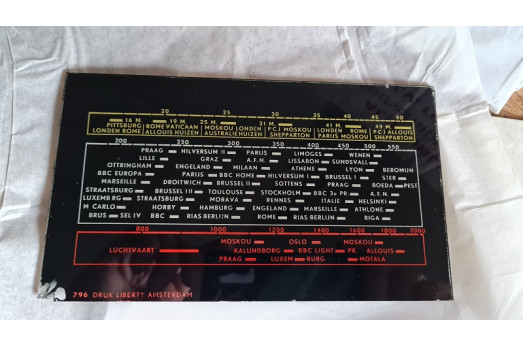 20 25 30 35 40 45 50
16 M. 19 M. 25 M. 31 M. 41 M. 49 M.
PITTSBURG ROME VATICAAN MOSKOU LONDEN PCJ MOSKOU LONDEN ROME PCJ ALLOUIS
LONDEN ROME ALLOUIS HUIZEN AUSTRALIE HUIZEN SHEPPARTON PARIJS MOSKOU SHEPPARTON
200 250 300 350 400 450 500 550
PRAAG HILVERSUM II PARIJS LIMOGES WENEN
LILLE GRAZ A.F.N. LISSABON SUNDSVALL
OTTRINGHAM ENGELAND MILAAN ATHENE LYON BEROMUN
BBC EUROPA PARIJS BBC HOME HILVERSUM I BRUSSEL I STEB
MARSEILLE DROITWICH BRUSSEL II SOTTENS PRAAG BOEDA PEST
STRAATSBURG BRUSSEL II TOULOUSE STOCKHOLM BBC 3e PR. A.F.N.
LUXEMBURG STRAATSBURG MORAVA RENNES ITALIE HELSINKI
M CARLO HORBY HAMBURG ENGELAND MARSEILLE ATHLONE
BRUS SEL IV BBC RIAS BERLIJN ROME RIAS BERLIJN RIGA
800 1000 1200 1400 1600 1800 2000
MOSKOU OSLO MOSKOU
LUCHTVAART KALUNDBORG BBC LIGHT PR. ALLOUIS
PRAAG LUXEM BURG MOTALA
796 DRUK LIBERTY AMSTERDAM